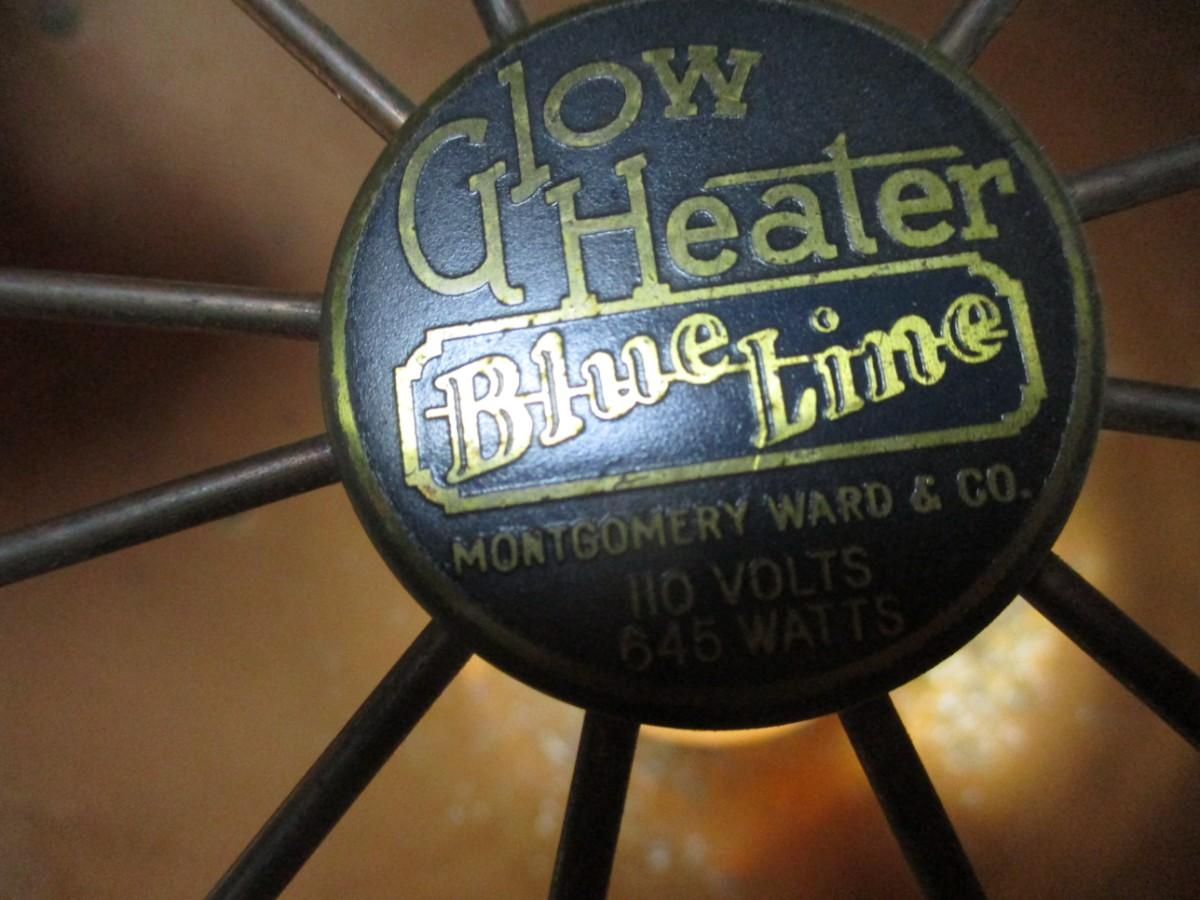 Glow
Heater
Blue Line
MONTGOMERY WARD & CO.
110 VOLTS
645 WATTS